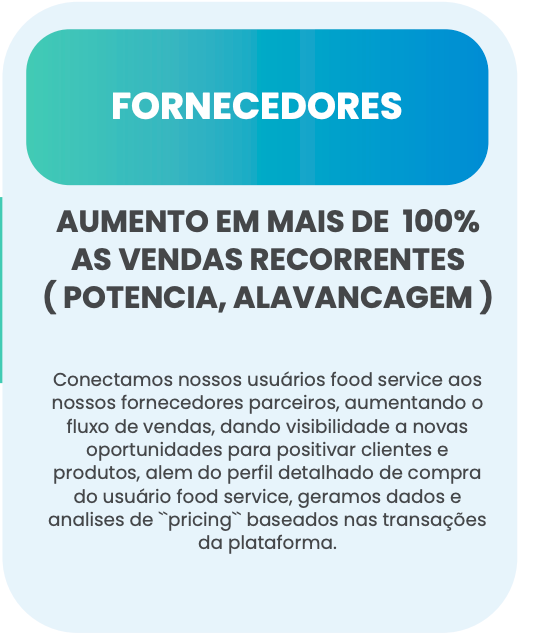 FORNECEDORES
AUMENTO EM MAIS DE 100%
AS VENDAS RECORRENTES
( POTENCIA, ALAVANCAGEM )
Conectamos nossos usuários food service aos
nossos fornecedores parceiros, aumentando o
fluxo de vendas, dando visibilidade a novas
oportunidades para positivar clientes e
produtos, alem do perfil detalhado de compra
do usuário food service, geramos dados e
analises de ``pricing`` baseados nas transações
da plataforma.